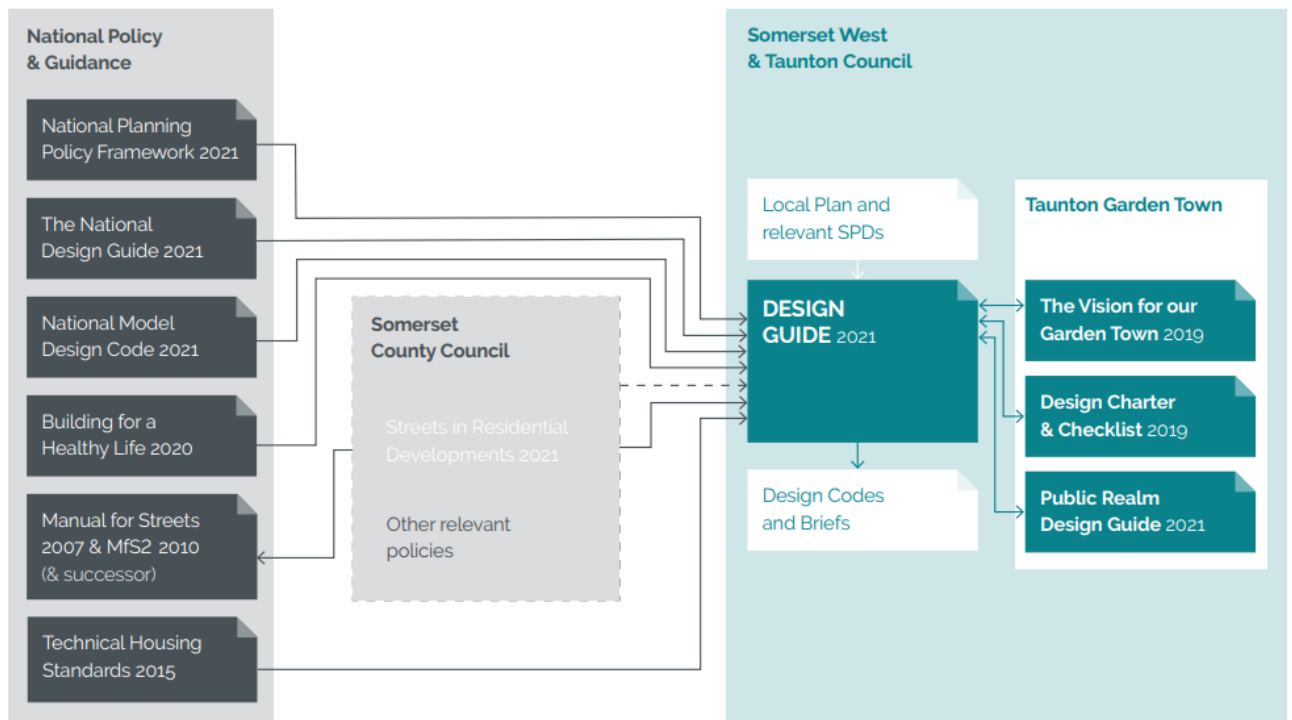 National Policy
& Guidance
National Planning
Policy Framework 2021
The National
Design Guide 2021
National Model
Design Code 2021
Building for a
Healthy Life 2020
Manual for Streets
2007 & MfS2 2010
(& successor)
Technical Housing
Standards 2015
Somerset
County Council
Streets in Residential
Developments 2021
Other relevant
policies
Somerset West
& Taunton Council
Local Plan and
relevant SPDs
DESIGN
GUIDE 2021
Design Codes
and Briefs
Taunton Garden Town
The Vision for our
Garden Town 2019
Design Charter
& Checklist 2019
Public Realm
Design Guide 2021